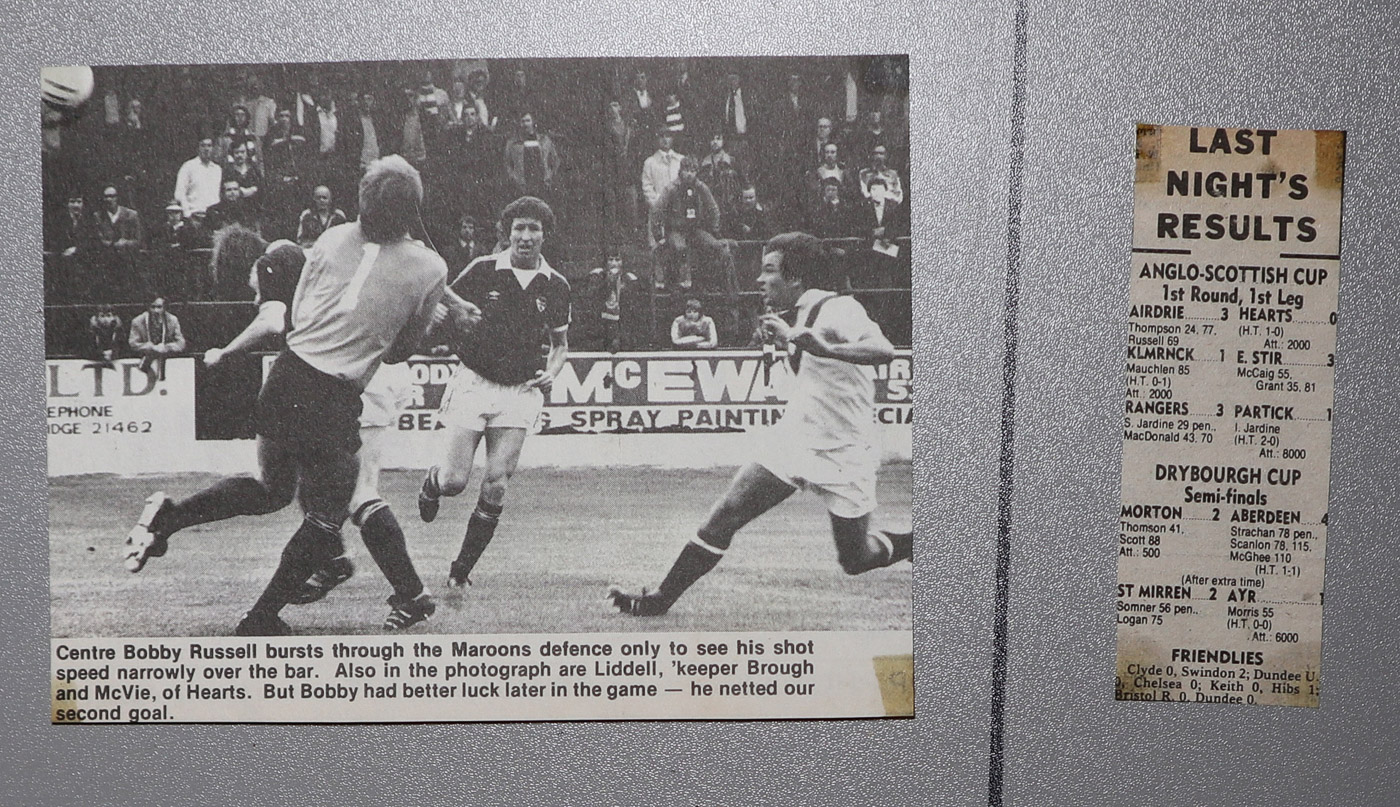 1
LTD!
EPHONE
IDGE 21462
ODY
McEWA
SPRAY PAINTIN
Centre Bobby Russell bursts through the Maroons defence only to see his shot
speed narrowly over the bar. Also in the photograph are Liddell, 'keeper Brough
and McVie, of Hearts. But Bobby had better luck later in the game — he netted our
second goal.
LAST
NIGHT'S
RESULTS
ANGLO-SCOTTISH CUP
1st Round, 1st Leg
AIRDRIE......3 HEARTS......0
Thompson 24, 77, (H.T. 1-0)
Russell 69 Att.: 2000
KLMRNCK...1 E. STIR......3
Mauchlen 85 McCaig 55,
(H.T. 0-1) Grant 35, 81
Att.: 2000
RANGERS......3 PARTICK......1
S. Jardine 29 pen., I. Jardine
MacDonald 43, 70 (H.T. 2-0)
Att.: 8000
DRYBOURGH CUP
Semi-finals
MORTON......2 ABERDEEN...4
Thomson 41, Strachan 78 pen.,
Scott 88 Scanlon 78, 115,
Att.: 500 McGhee 110
(H.T. 1-1)
(After extra time)
ST MIRREN...2 AYR......1
Somner 56 pen., Morris 55
Logan 75 (H.T. 0-0)
Att.: 6000
FRIENDLIES
Clyde 0, Swindon 2; Dundee U.
0, Chelsea 0; Keith 0, Hibs 1;
Bristol R. 0, Dundee 0.